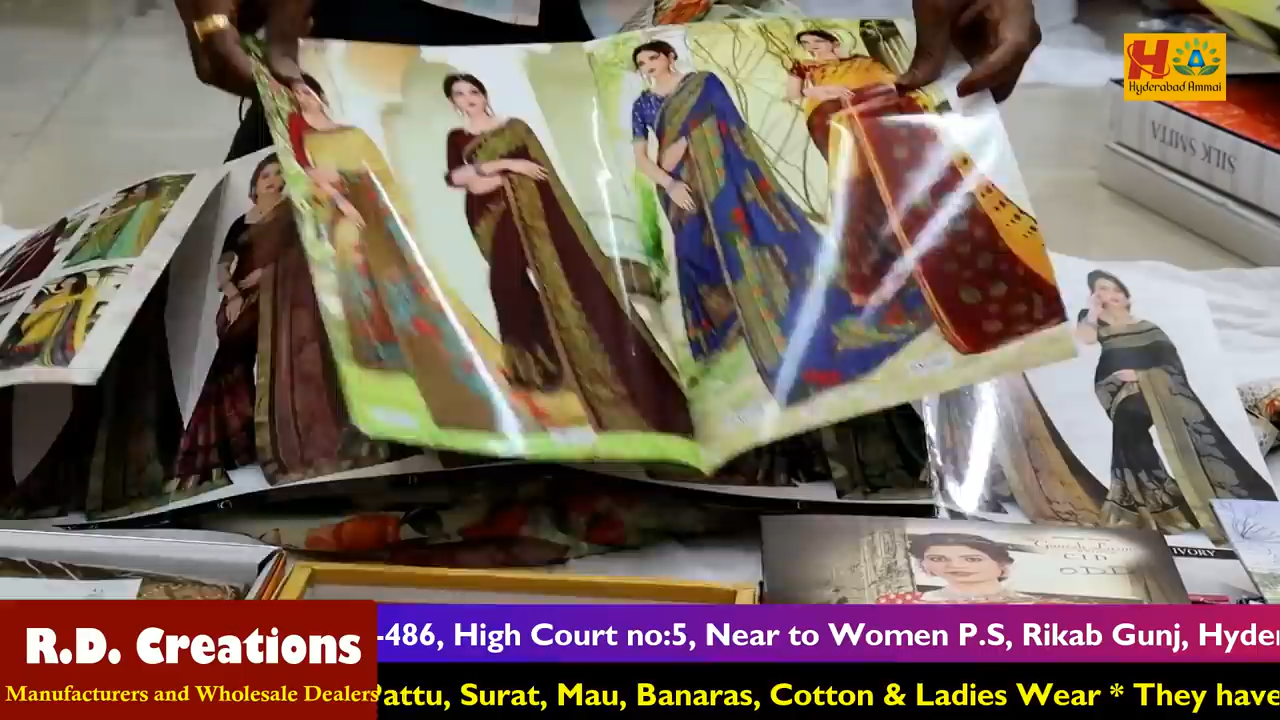 H A
Hyderabad Ammai
SILK SMITA
IVORY
R.D. Creations
Manufacturers and Wholesale Dealers
-486, High Court no:5, Near to Women P.S, Rikab Gunj, Hyder
Pattu, Surat, Mau, Banaras, Cotton & Ladies Wear * They have